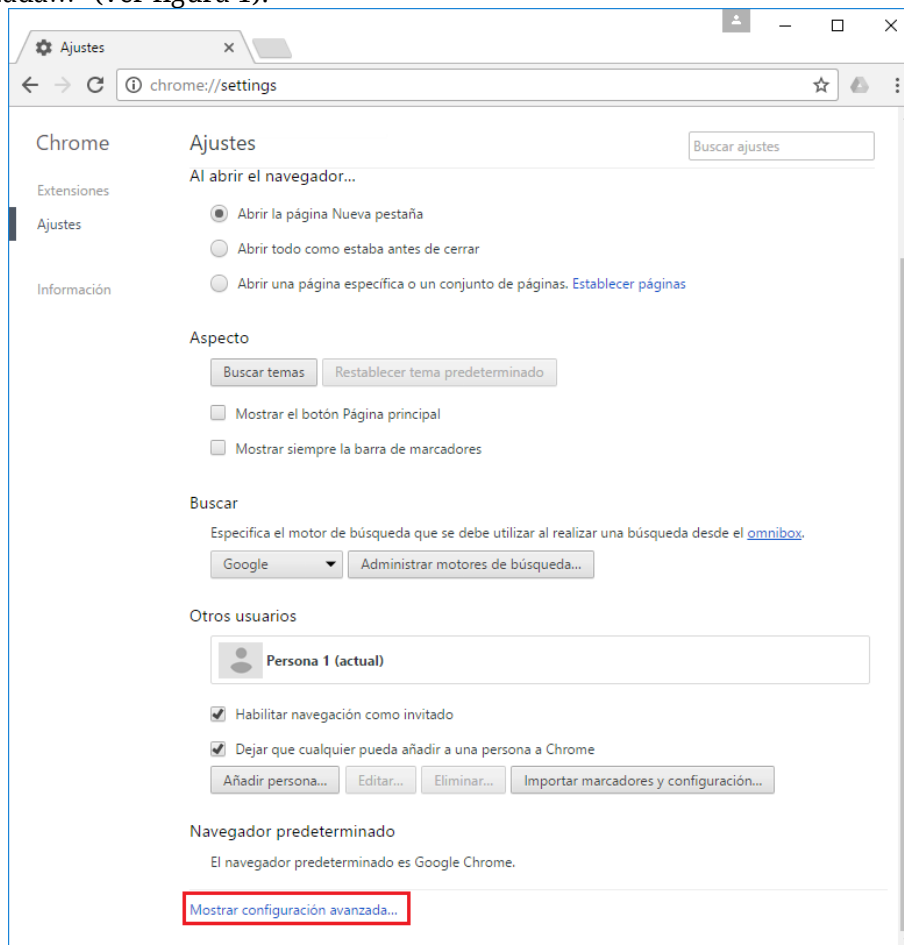 (ver figura 1).
Ajustes
chrome://settings
Chrome
Ajustes
Buscar ajustes
Extensiones
Ajustes
Información
Al abrir el navegador...
Abrir la página Nueva pestaña
Abrir todo como estaba antes de cerrar
Abrir una página específica o un conjunto de páginas. Establecer páginas
Aspecto
Buscar temas Restablecer tema predeterminado
Mostrar el botón Página principal
Mostrar siempre la barra de marcadores
Buscar
Especifica el motor de búsqueda que se debe utilizar al realizar una búsqueda desde el omnibox.
Google Administrar motores de búsqueda...
Otros usuarios
Persona 1 (actual)
Habilitar navegación como invitado
Dejar que cualquier pueda añadir a una persona a Chrome
Añadir persona... Editar... Eliminar... Importar marcadores y configuración...
Navegador predeterminado
El navegador predeterminado es Google Chrome.
Mostrar configuración avanzada...